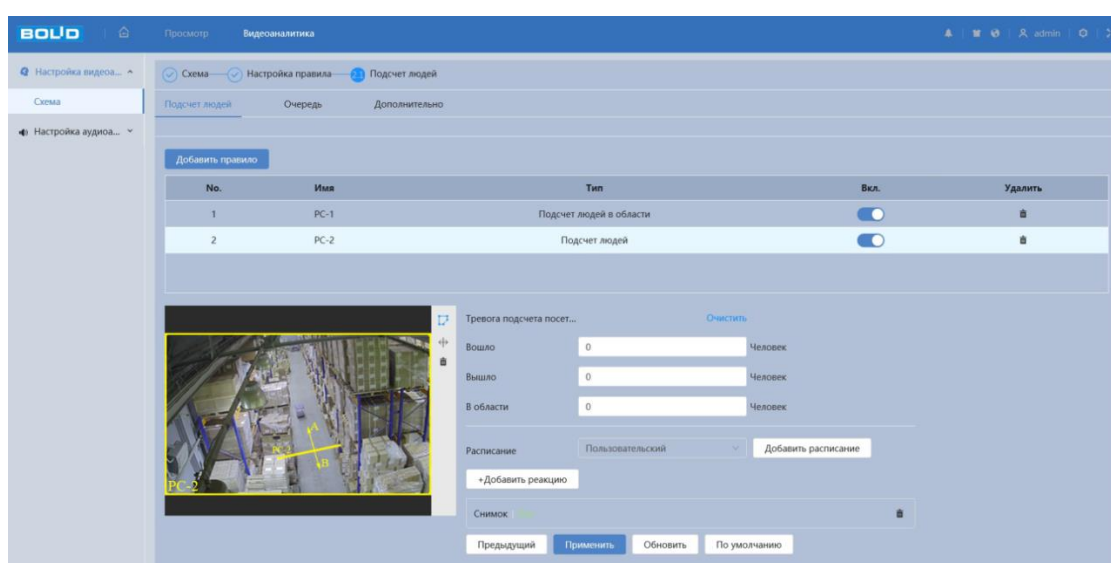 BOLID Просмотр Видеоаналитика admin
Настройка видеоа... Схема Настройка правила 2.1 Подсчет людей
Схема Подсчет людей Очередь Дополнительно
Настройка аудиоа...
Добавить правило
No. Имя Тип Вкл. Удалить
1 PC-1 Подсчет людей в области
2 PC-2 Подсчет людей
Тревога подсчета посет... Очистить
Вошло 0 Человек
Вышло 0 Человек
В области 0 Человек
A
B
PC-2
Расписание Пользовательский Добавить расписание
+Добавить реакцию
Снимок
Предыдущий Применить Обновить По умолчанию